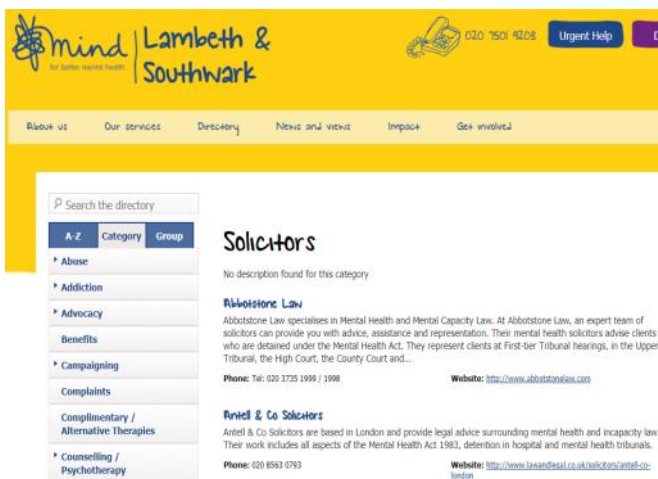 mind Lambeth &
for better mental health Southwark
020 7501 9203
Urgent Help
D
About us Our services Directory News and views Impact Get involved
Search the directory
A-Z Category Group
Abuse
Addiction
Advocacy
Benefits
Campaigning
Complaints
Complimentary /
Alternative Therapies
Counselling /
Psychotherapy
Solicitors
No description found for this category
Abbotstone Law
Abbotstone Law specialises in Mental Health and Mental Capacity Law. At Abbotstone Law, an expert team of
solicitors can provide you with advice, assistance and representation. Their mental health solicitors advise clients
who are detained under the Mental Health Act. They represent clients at First-tier Tribunal hearings, in the Upper
Tribunal, the High Court, the County Court and...
Phone: Tel: 020 3735 1999 / 1998 Website: http://www.abbotstonelaw.com
Antell & Co Solicitors
Antell & Co Solicitors are based in London and provide legal advice surrounding mental health and incapacity law.
Their work includes all aspects of the Mental Health Act 1983, detention in hospital and mental health tribunals.
Phone: 020 8563 0793 Website: http://www.lawandlegal.co.uk/solicitors/antell-co-
london